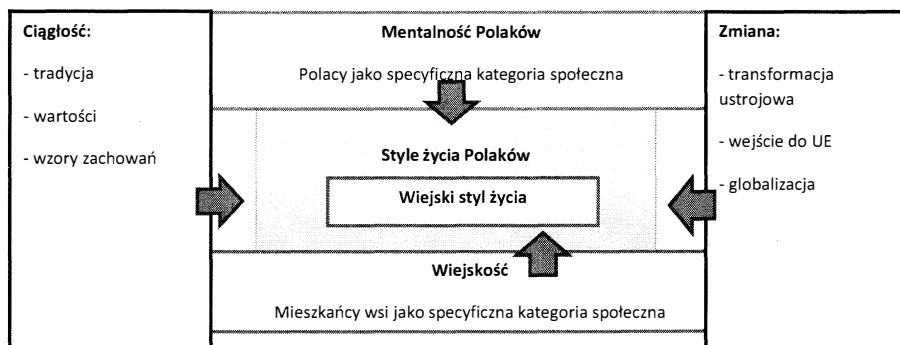 Ciągłość:
- tradycja
- wartości
- wzory zachowań
Mentalność Polaków
Polacy jako specyficzna kategoria społeczna
Style życia Polaków
Wiejski styl życia
Wiejskość
Mieszkańcy wsi jako specyficzna kategoria społeczna
Zmiana:
- transformacja
ustrojowa
- wejście do UE
- globalizacja